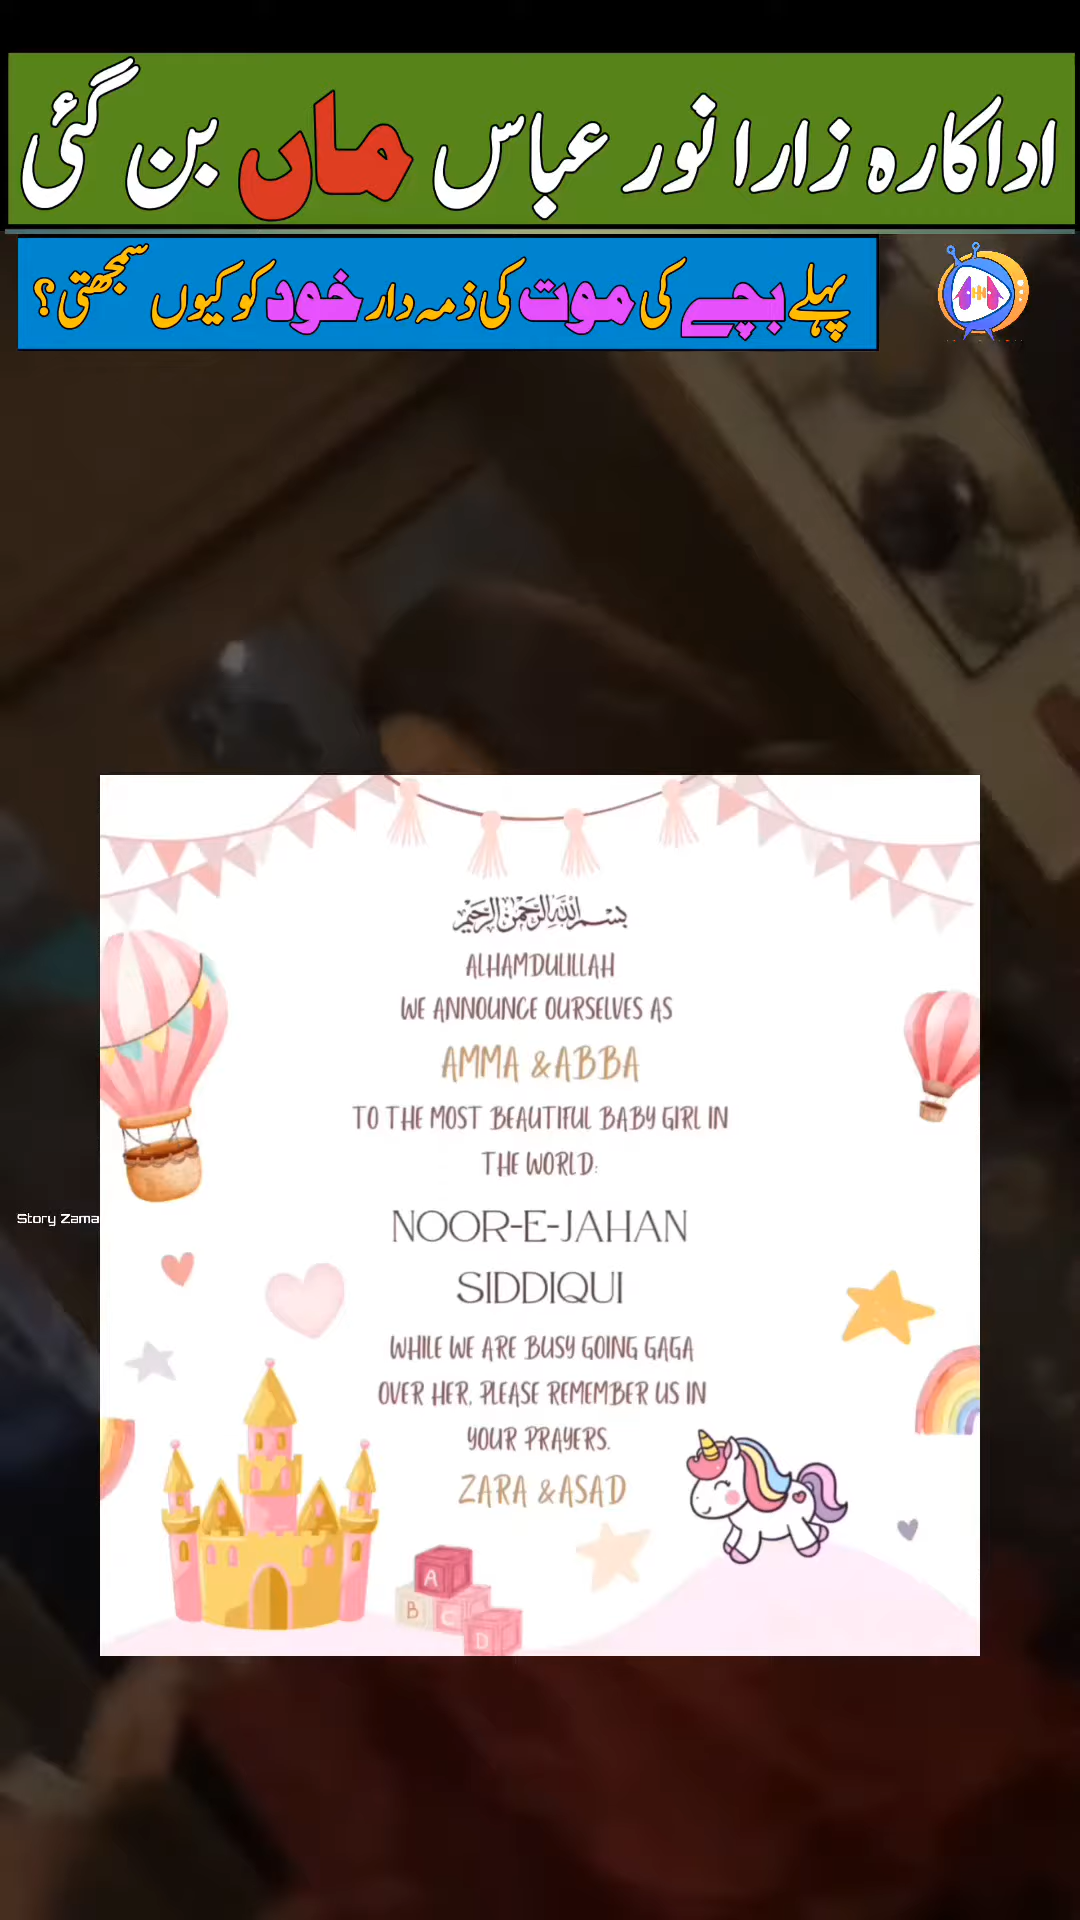 اداکارہ زارا نور عباس ماں بن گئی
پہلے بچے کی موت کی ذمہ دار خود کو کیوں سمجھتی؟
بسم الله الرحمن الرحيم
ALHAMDULILLAH
WE ANNOUNCE OURSELVES AS
AMMA & ABBA
TO THE MOST BEAUTIFUL BABY GIRL IN
THE WORLD:
Story Zama
NOOR-E-JAHAN
SIDDIQUI
WHILE WE ARE BUSY GOING GAGA
OVER HER, PLEASE REMEMBER US IN
YOUR PRAYERS.
ZARA & ASAD
A
B C
D